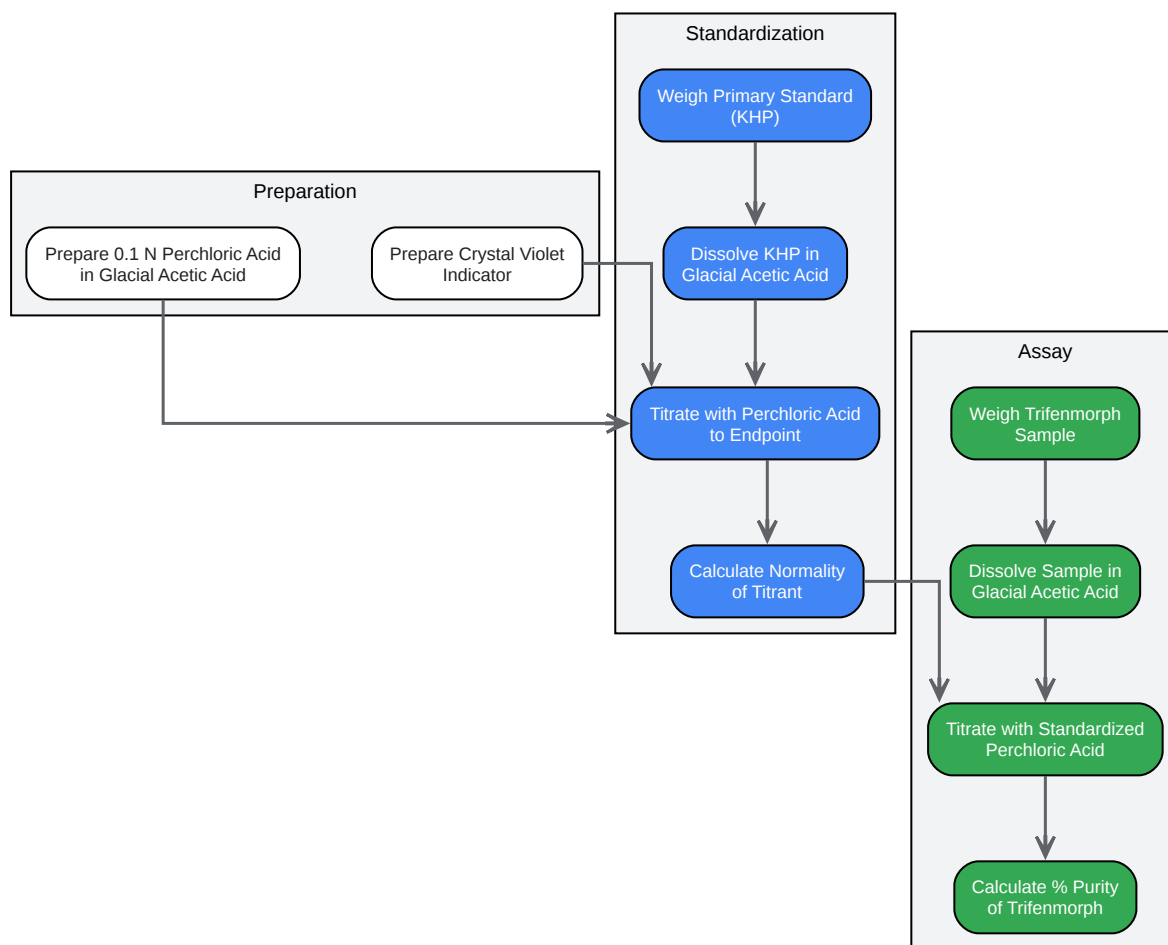 Preparation
Prepare 0.1 N Perchloric Acid
in Glacial Acetic Acid
Prepare Crystal Violet
Indicator
Standardization
Weigh Primary Standard
(KHP)
Dissolve KHP in
Glacial Acetic Acid
Titrate with Perchloric Acid
to Endpoint
Calculate Normality
of Titrant
Assay
Weigh Trifenmorph
Sample
Dissolve Sample in
Glacial Acetic Acid
Titrate with Standardized
Perchloric Acid
Calculate % Purity
of Trifenmorph